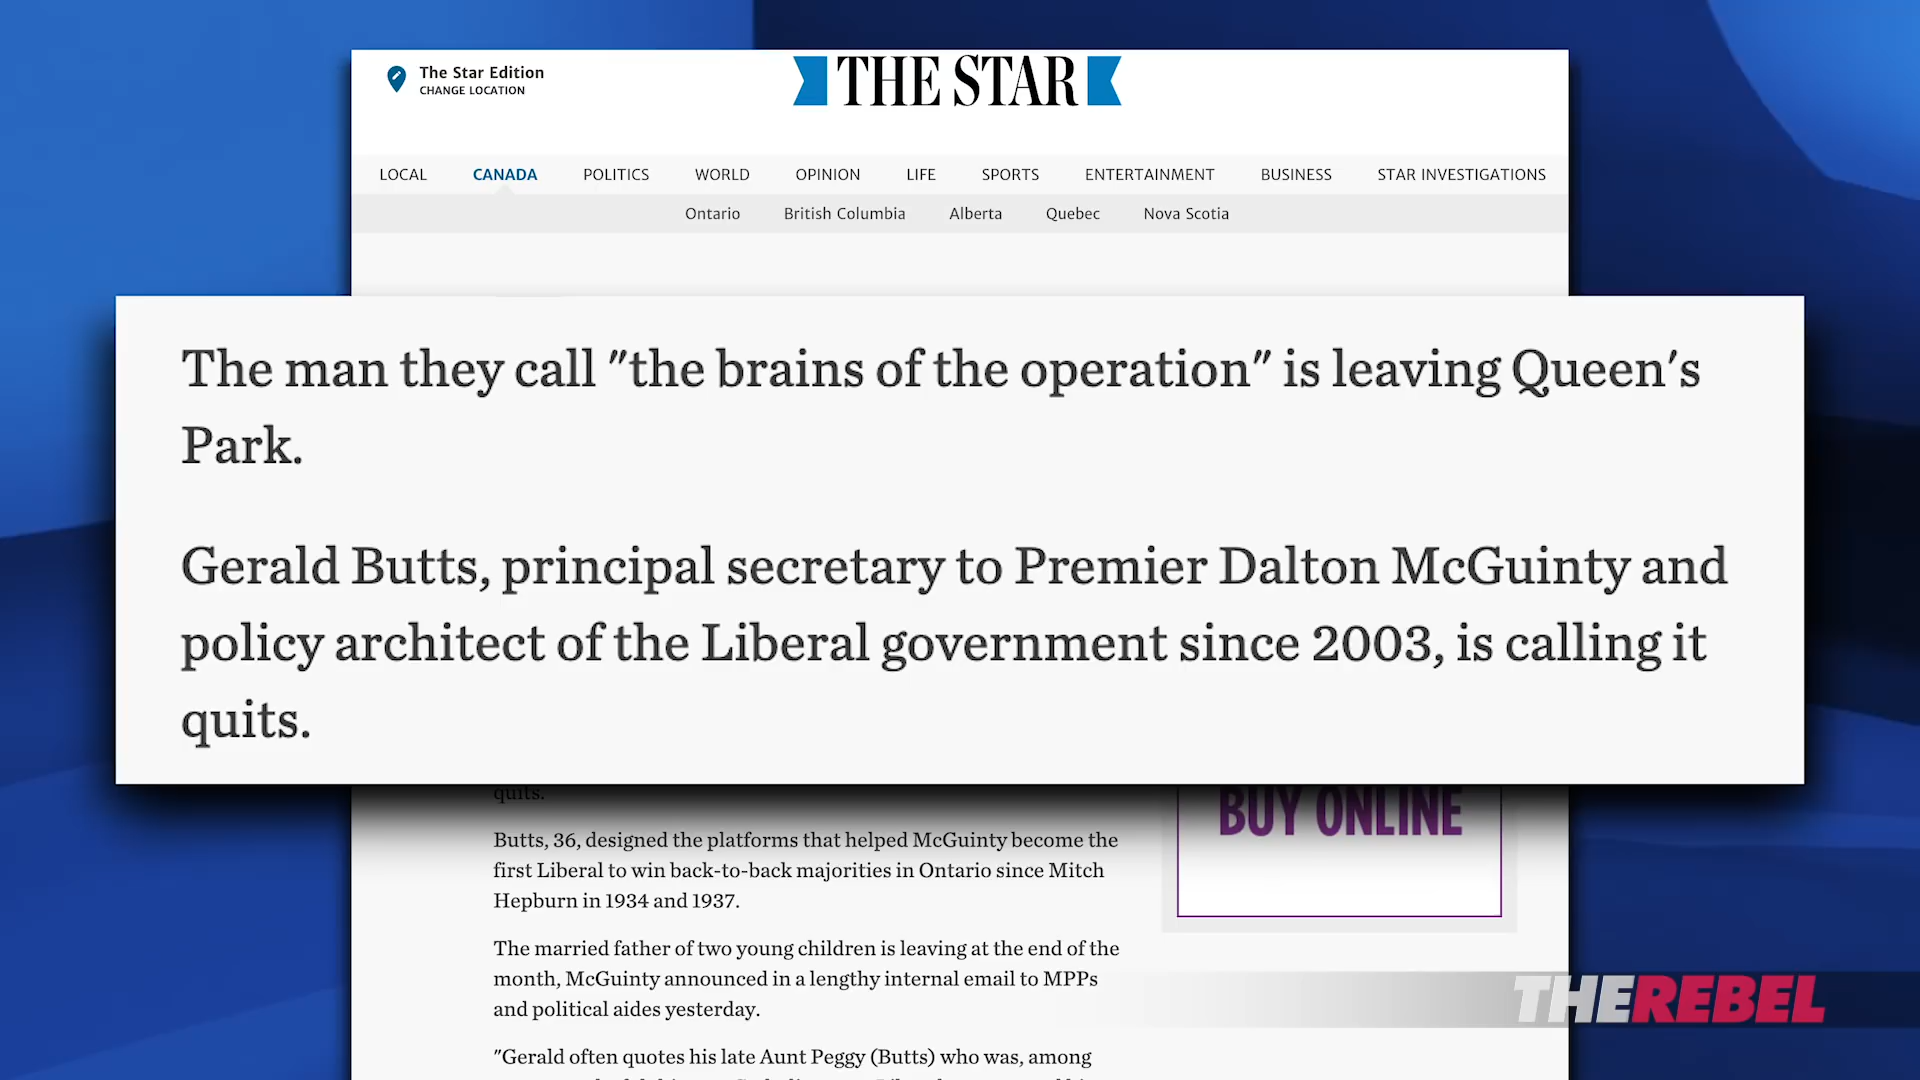 The Star Edition
CHANGE LOCATION
THE STAR
LOCAL CANADA POLITICS WORLD OPINION LIFE SPORTS ENTERTAINMENT BUSINESS STAR INVESTIGATIONS
Ontario British Columbia Alberta Quebec Nova Scotia
The man they call "the brains of the operation" is leaving Queen's
Park.
Gerald Butts, principal secretary to Premier Dalton McGuinty and
policy architect of the Liberal government since 2003, is calling it
quits.
quits.
BUY ONLINE
Butts, 36, designed the platforms that helped McGuinty become the
first Liberal to win back-to-back majorities in Ontario since Mitch
Hepburn in 1934 and 1937.
The married father of two young children is leaving at the end of the
month, McGuinty announced in a lengthy internal email to MPPs
and political aides yesterday.
"Gerald often quotes his late Aunt Peggy (Butts) who was, among
THE REBEL